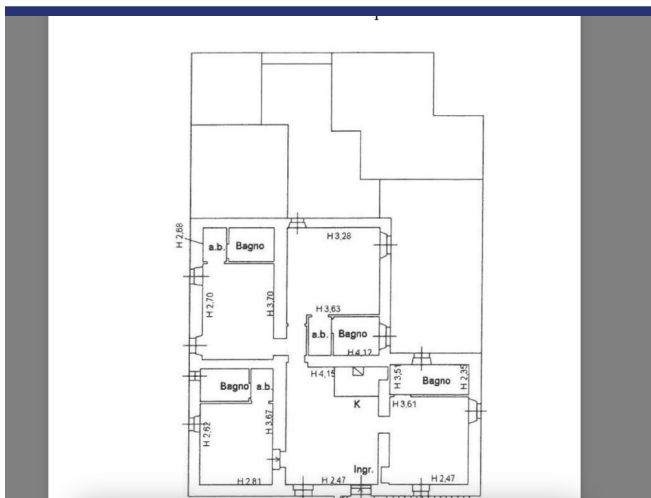 H 3,28
H 2,68
a.b.
Bagno
H 2,70
H 3,70
H 3,63
a.b.
Bagno
H 4,12
H 4,15
H 3,51
Bagno
H 2,35
Bagno
a.b.
K
H 3,61
H 2,62
H 3,67
Ingr.
H 2,81
H 2,47
H 2,47